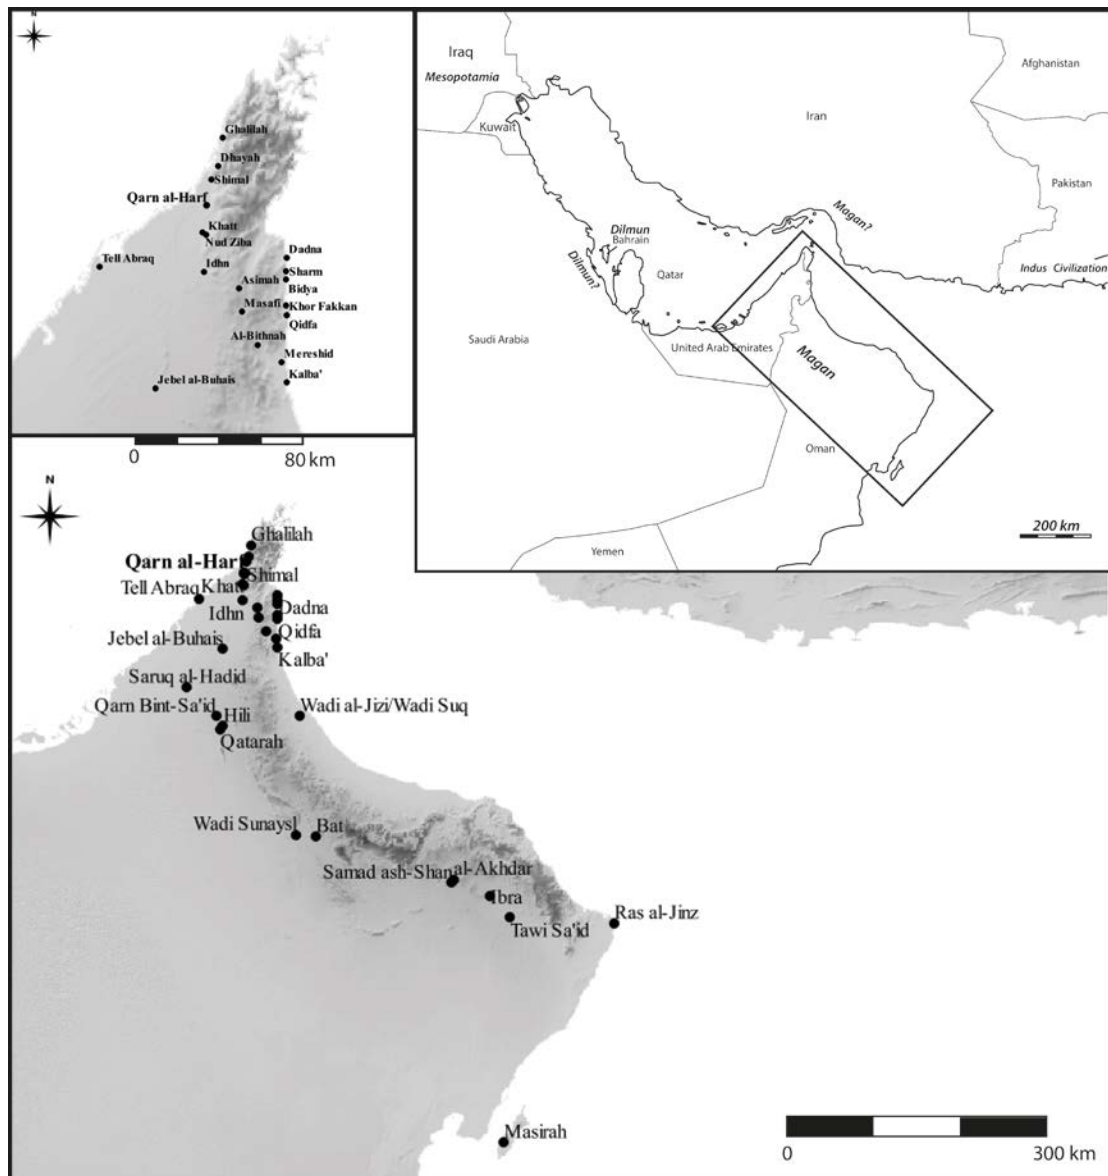 N
Ghalilah
Dhayah
Shimal
Qarn al-Harf
Khatt
Nud Ziba
Tell Abraq
Idhn
Dadna
Sharm
Asimah
Bidya
Masafi
Khor Fakkan
Qidfa
Al-Bithnah
Mereshid
Jebel al-Buhais
Kalba'
0
80 km
Iraq
Mesopotamia
Kuwait
Iran
Afghanistan
Pakistan
Magan?
Dilmun
Bahrain
Dilmun?
Qatar
Indus Civilization
Saudi Arabia
United Arab Emirates
Magan
Oman
Yemen
200 km
N
Ghalilah
Qarn al-Harf
Shimal
Tell Abraq
Khatt
Idhn
Dadna
Qidfa
Jebel al-Buhais
Kalba'
Saruq al-Hadid
Qarn Bint-Sa'id
Hili
Wadi al-Jizi/Wadi Suq
Qatarah
Wadi Sunaysl
Bat
Samad ash-Shan
al-Akhdar
Ibra
Tawi Sa'id
Ras al-Jinz
Masirah
0
300 km